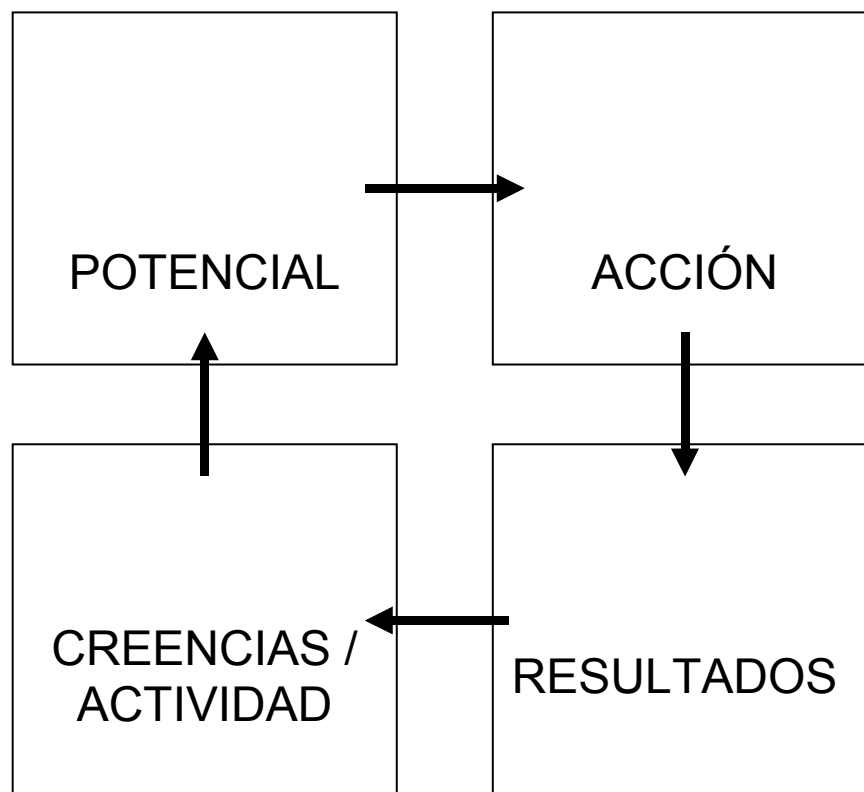 POTENCIAL
ACCIÓN
CREENCIAS /
ACTIVIDAD
RESULTADOS